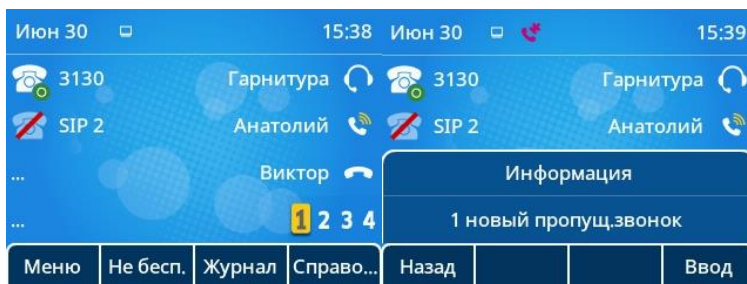 Июн 30 15:38
3130 Гарнитура
SIP 2 Анатолий
... Виктор
... 1 2 3 4
Меню Не бесп. Журнал Справо...
Июн 30 15:39
3130 Гарнитура
SIP 2 Анатолий
Информация
1 новый пропущ.звонок
Назад Ввод